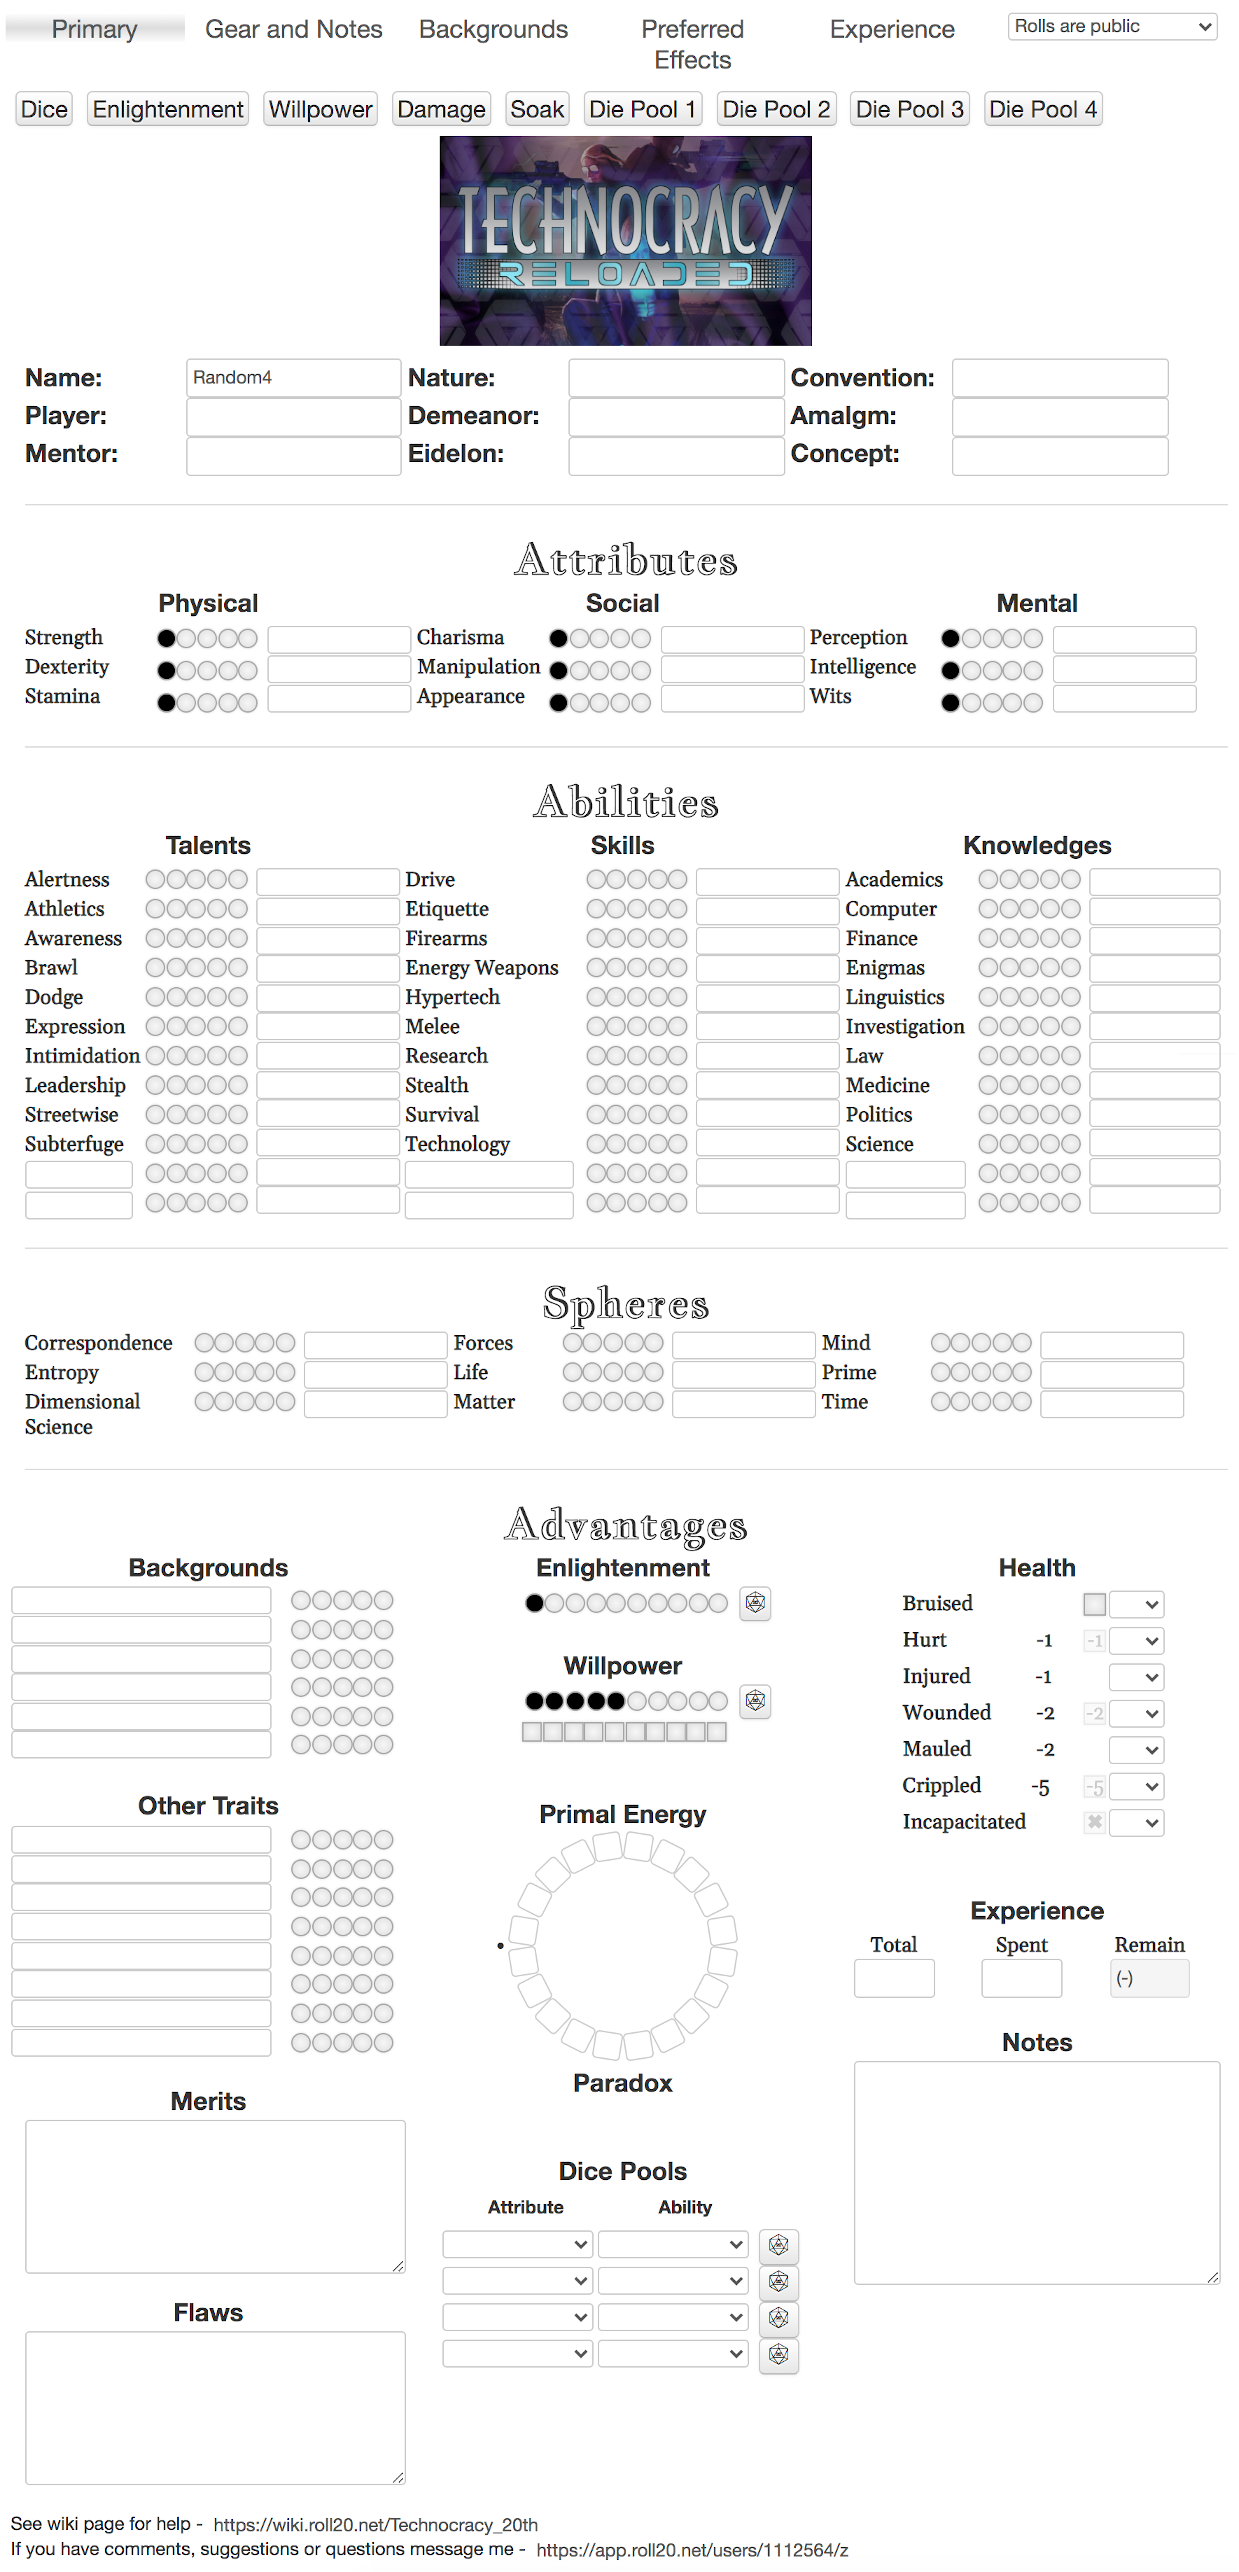 Primary Gear and Notes Backgrounds Preferred Effects Experience Rolls are public
Dice Enlightenment Willpower Damage Soak Die Pool 1 Die Pool 2 Die Pool 3 Die Pool 4
TECHNOCRACY
RELOADED
Name: Random4 Nature: Convention:
Player: Demeanor: Amalgm:
Mentor: Eidelon: Concept:
Attributes
Physical Social Mental
Strength Charisma Perception
Dexterity Manipulation Intelligence
Stamina Appearance Wits
Abilities
Talents Skills Knowledges
Alertness Drive Academics
Athletics Etiquette Computer
Awareness Firearms Finance
Brawl Energy Weapons Enigmas
Dodge Hypertech Linguistics
Expression Melee Investigation
Intimidation Research Law
Leadership Stealth Medicine
Streetwise Survival Politics
Subterfuge Technology Science
Spheres
Correspondence Forces Mind
Entropy Life Prime
Dimensional Science Matter Time
Advantages
Backgrounds Enlightenment Health
Bruised
Hurt -1 -1
Willpower
Injured -1
Wounded -2 -2
Mauled -2
Crippled -5 -5
Other Traits Primal Energy
Incapacitated
Experience
Total Spent Remain
(-)
Notes
Paradox
Merits
Dice Pools
Attribute Ability
Flaws
See wiki page for help - https://wiki.roll20.net/Technocracy_20th
If you have comments, suggestions or questions message me - https://app.roll20.net/users/1112564/z